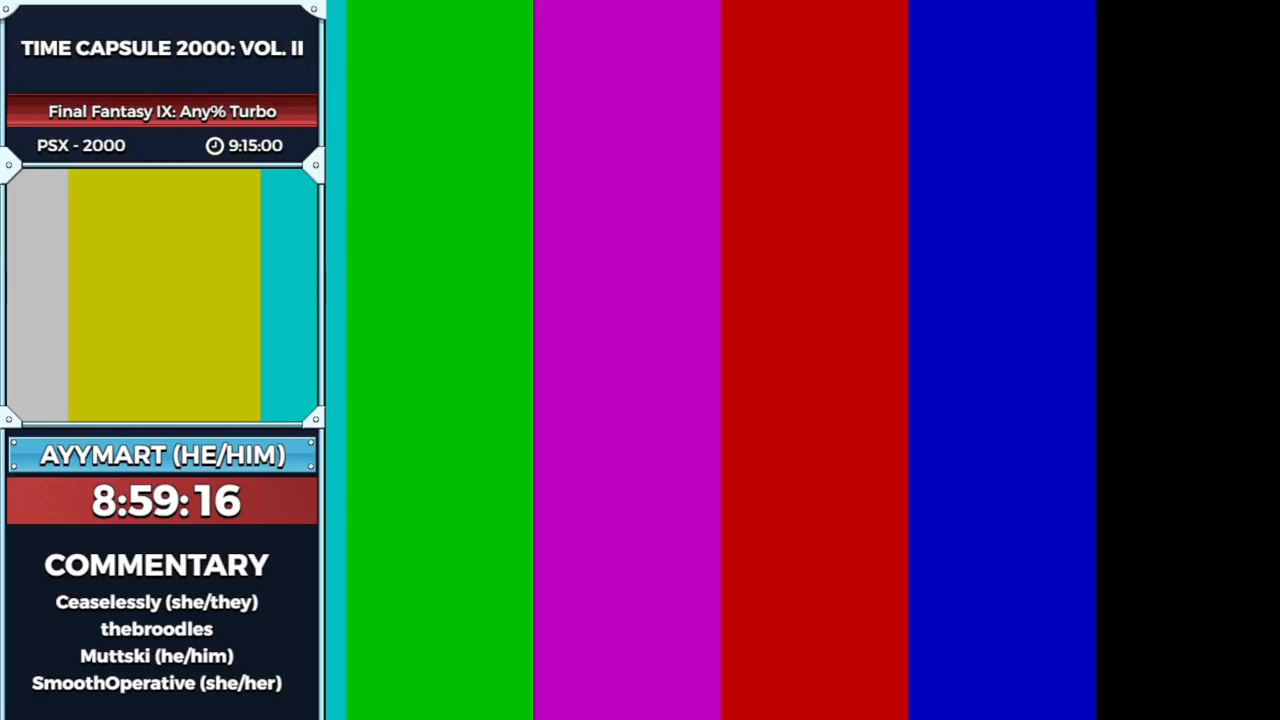 TIME CAPSULE 2000: VOL. II
Final Fantasy IX: Any% Turbo
PSX - 2000 9:15:00
AYYMART (HE/HIM)
8:59:16
COMMENTARY
Ceaselessly (she/they)
thebroodles
Muttski (he/him)
SmoothOperative (she/her)